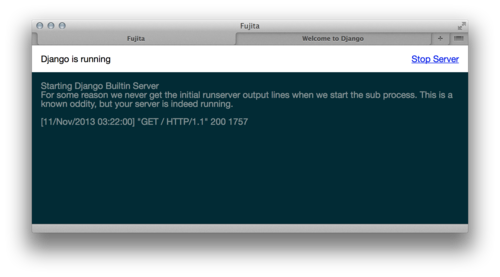 Fujita
Fujita
Welcome to Django
+
Django is running
Stop Server
Starting Django Builtin Server
For some reason we never get the initial runserver output lines when we start the sub process. This is a
known oddity, but your server is indeed running.
[11/Nov/2013 03:22:00] "GET / HTTP/1.1" 200 1757